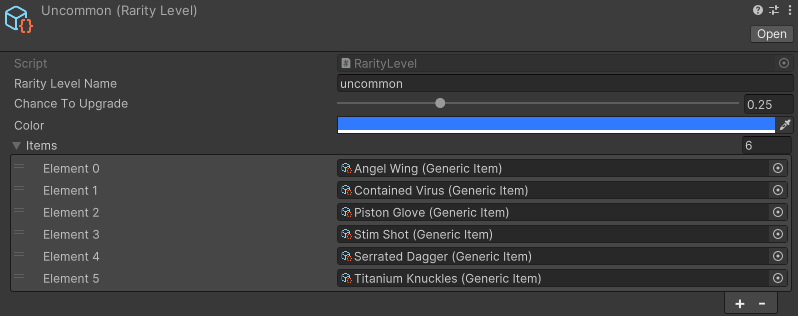 Uncommon (Rarity Level)
Open
Script RarityLevel
Rarity Level Name uncommon
Chance To Upgrade 0.25
Color
Items 6
Element 0 Angel Wing (Generic Item)
Element 1 Contained Virus (Generic Item)
Element 2 Piston Glove (Generic Item)
Element 3 Stim Shot (Generic Item)
Element 4 Serrated Dagger (Generic Item)
Element 5 Titanium Knuckles (Generic Item)
+ -